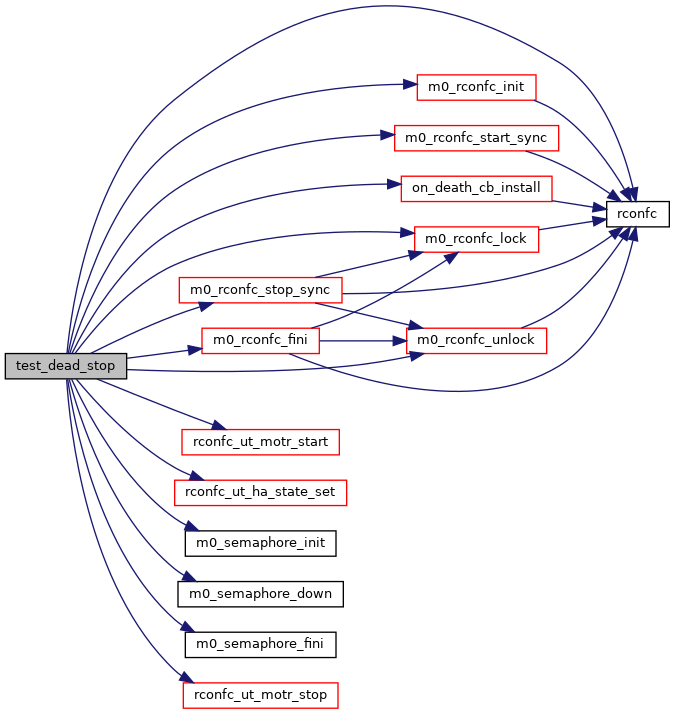 m0_rconfc_init
m0_rconfc_start_sync
on_death_cb_install
rconfc
m0_rconfc_lock
m0_rconfc_stop_sync
m0_rconfc_fini
m0_rconfc_unlock
test_dead_stop
rconfc_ut_motr_start
rconfc_ut_ha_state_set
m0_semaphore_init
m0_semaphore_down
m0_semaphore_fini
rconfc_ut_motr_stop